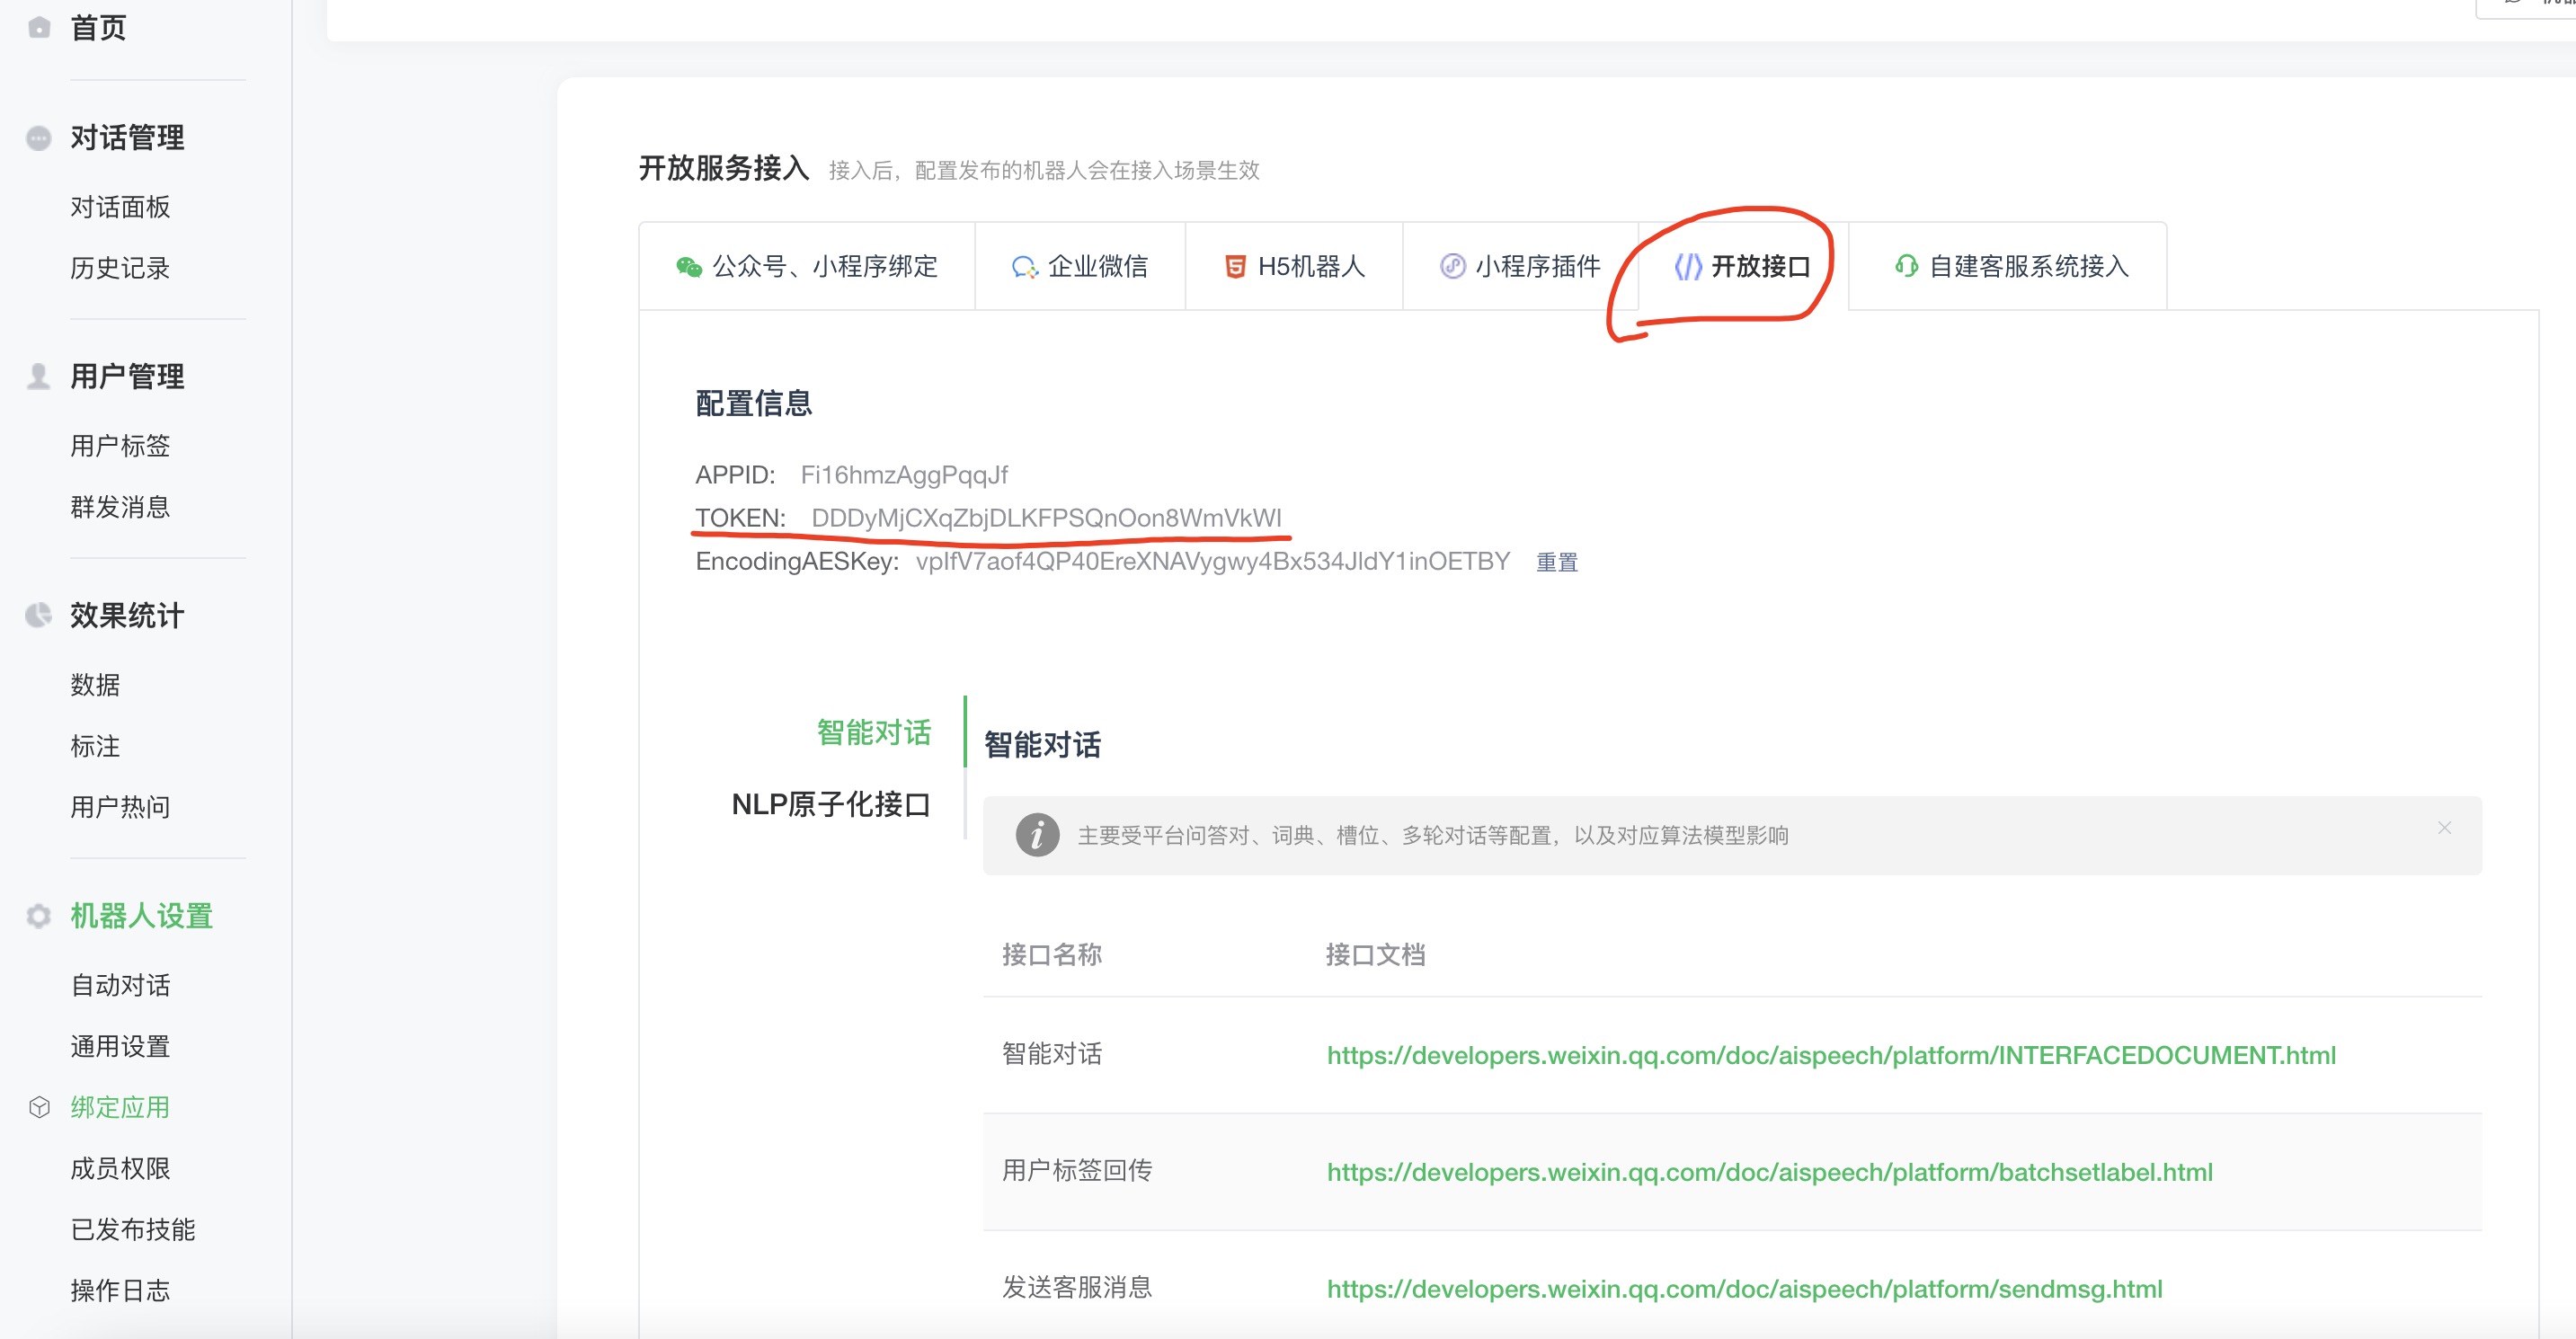 首页
对话管理
对话面板
历史记录
用户管理
用户标签
群发消息
效果统计
数据
标注
用户热问
机器人设置
自动对话
通用设置
绑定应用
成员权限
已发布技能
操作日志
开放服务接入 接入后，配置发布的机器人会在接入场景生效
公众号、小程序绑定 企业微信 H5机器人 小程序插件 开放接口 自建客服系统接入
配置信息
APPID: Fi16hmzAggPqqJf
TOKEN: DDDyMjCXqZbjDLKFPSQnOon8WmVkWI
EncodingAESKey: vpIfV7aof4QP40EreXNAVygwy4Bx534JIdY1inOETBY 重置
智能对话
NLP原子化接口
智能对话
主要受平台问答对、词典、槽位、多轮对话等配置，以及对应算法模型影响
接口名称 接口文档
智能对话 https://developers.weixin.qq.com/doc/aispeech/platform/INTERFACEDOCUMENT.html
用户标签回传 https://developers.weixin.qq.com/doc/aispeech/platform/batchsetlabel.html
发送客服消息 https://developers.weixin.qq.com/doc/aispeech/platform/sendmsg.html